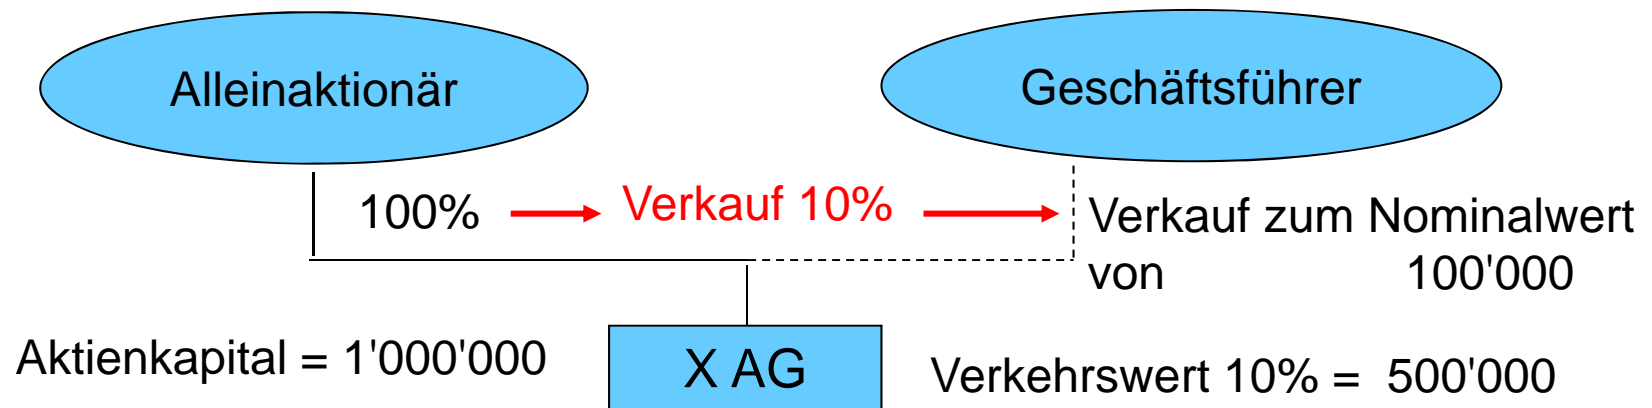 Alleinaktionär
Geschäftsführer
100%
Verkauf 10%
Verkauf zum Nominalwert
von 100'000
Aktienkapital = 1'000'000
X AG
Verkehrswert 10% = 500'000